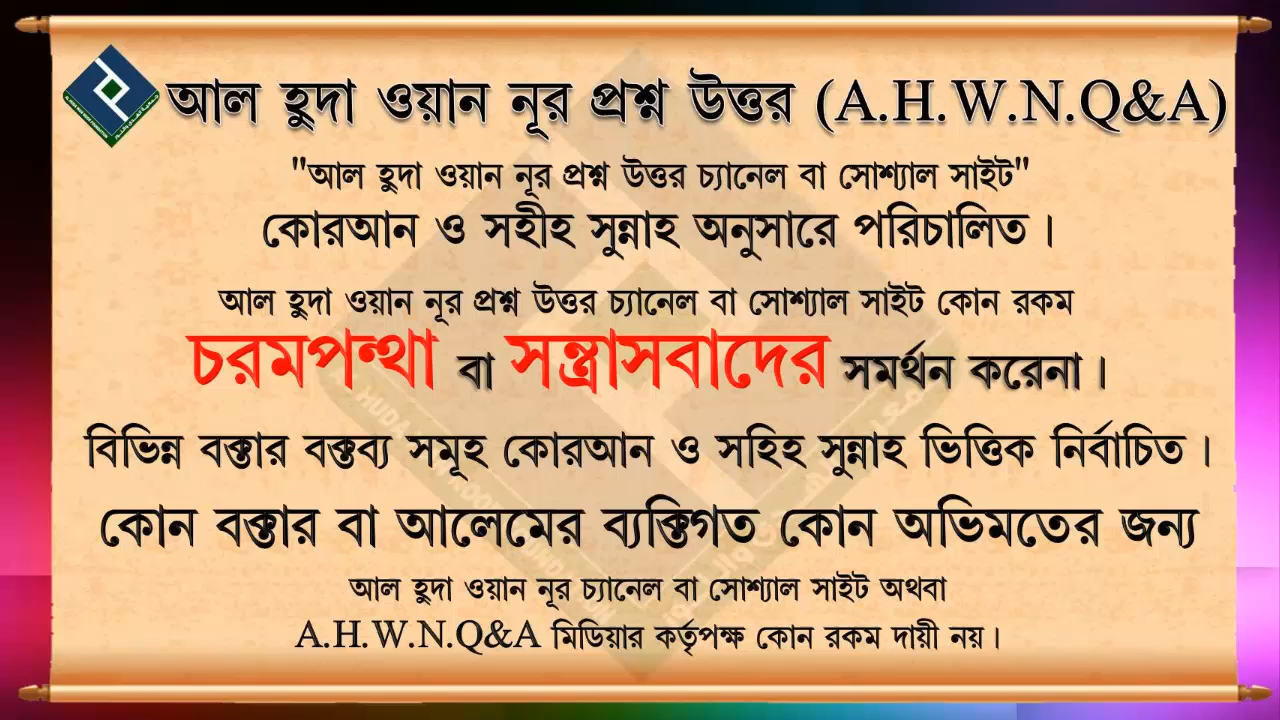 আল হুদা ওয়ান নূর প্রশ্ন উত্তর (A.H.W.N.Q&A)
"আল হুদা ওয়ান নূর প্রশ্ন উত্তর চ্যানেল বা সোশ্যাল সাইট"
কোরআন ও সহীহ সুন্নাহ অনুসারে পরিচালিত।
আল হুদা ওয়ান নূর প্রশ্ন উত্তর চ্যানেল বা সোশ্যাল সাইট কোন রকম
চরমপন্থা বা সন্ত্রাসবাদের সমর্থন করেনা।
বিভিন্ন বক্তার বক্তব্য সমূহ কোরআন ও সহিহ সুন্নাহ ভিত্তিক নির্বাচিত।
কোন বক্তার বা আলেমের ব্যক্তিগত কোন অভিমতের জন্য
আল হুদা ওয়ান নূর চ্যানেল বা সোশ্যাল সাইট অথবা
A.H.W.N.Q&A মিডিয়ার কর্তৃপক্ষ কোন রকম দায়ী নয়।